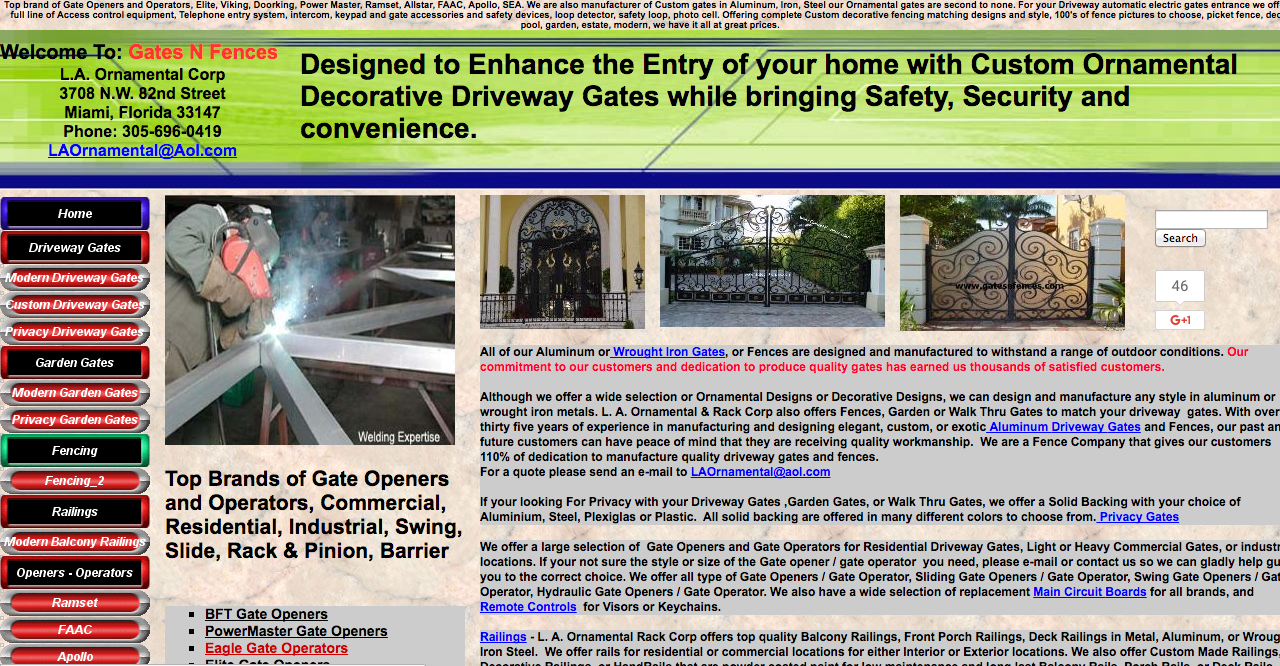 Top brand of Gate Openers and Operators, Elite, Viking, Doorking, Power Master, Ramset, Allstar, FAAC, Apollo, SEA. We are also manufacturer of Custom gates in Aluminum, Iron, Steel our Ornamental gates are second to none. For your Driveway automatic electric gates entrance we off
full line of Access control equipment, Telephone entry system, intercom, keypad and gate accessories and safety devices, loop detector, safety loop, photo cell. Offering complete Custom decorative fencing matching designs and style, 100's of fence pictures to choose, picket fence, dec
pool, garden, estate, modern, we have it all at great prices.
Welcome To: Gates N Fences
L.A. Ornamental Corp
3708 N.W. 82nd Street
Miami, Florida 33147
Phone: 305-696-0419
LAOrnamental@Aol.com
Designed to Enhance the Entry of your home with Custom Ornamental
Decorative Driveway Gates while bringing Safety, Security and
convenience.
Home
Driveway Gates
Modern Driveway Gates
Custom Driveway Gates
Privacy Driveway Gates
Garden Gates
Modern Garden Gates
Privacy Garden Gates
Fencing
Fencing_2
Railings
Modern Balcony Railings
Openers - Operators
Ramset
FAAC
Apollo
Welding Expertise
Top Brands of Gate Openers
and Operators, Commercial,
Residential, Industrial, Swing,
Slide, Rack & Pinion, Barrier
BFT Gate Openers
PowerMaster Gate Openers
Eagle Gate Operators
Elite Gate Openers
www.gatesnfences.com
Search
46
G+1
All of our Aluminum or Wrought Iron Gates, or Fences are designed and manufactured to withstand a range of outdoor conditions. Our
commitment to our customers and dedication to produce quality gates has earned us thousands of satisfied customers.
Although we offer a wide selection or Ornamental Designs or Decorative Designs, we can design and manufacture any style in aluminum or
wrought iron metals. L. A. Ornamental & Rack Corp also offers Fences, Garden or Walk Thru Gates to match your driveway gates. With over
thirty five years of experience in manufacturing and designing elegant, custom, or exotic Aluminum Driveway Gates and Fences, our past an
future customers can have peace of mind that they are receiving quality workmanship. We are a Fence Company that gives our customers
110% of dedication to manufacture quality driveway gates and fences.
For a quote please send an e-mail to LAOrnamental@aol.com
If your looking For Privacy with your Driveway Gates ,Garden Gates, or Walk Thru Gates, we offer a Solid Backing with your choice of
Aluminium, Steel, Plexiglas or Plastic. All solid backing are offered in many different colors to choose from. Privacy Gates
We offer a large selection of Gate Openers and Gate Operators for Residential Driveway Gates, Light or Heavy Commercial Gates, or industr
locations. If your not sure the style or size of the Gate opener / gate operator you need, please e-mail or contact us so we can gladly help gu
you to the correct choice. We offer all type of Gate Openers / Gate Operator, Sliding Gate Openers / Gate Operator, Swing Gate Openers / Gat
Operator, Hydraulic Gate Openers / Gate Operator. We also have a wide selection of replacement Main Circuit Boards for all brands, and
Remote Controls for Visors or Keychains.
Railings - L. A. Ornamental Rack Corp offers top quality Balcony Railings, Front Porch Railings, Deck Railings in Metal, Aluminum, or Wroug
Iron Steel. We offer rails for residential or commercial locations for either Interior or Exterior locations. We also offer Custom Made Railings,
Decorative Railings, or HandRails that are powder coated paint for low maintenance and long last Balcony Rails, Porch Rails, or Deck Rails